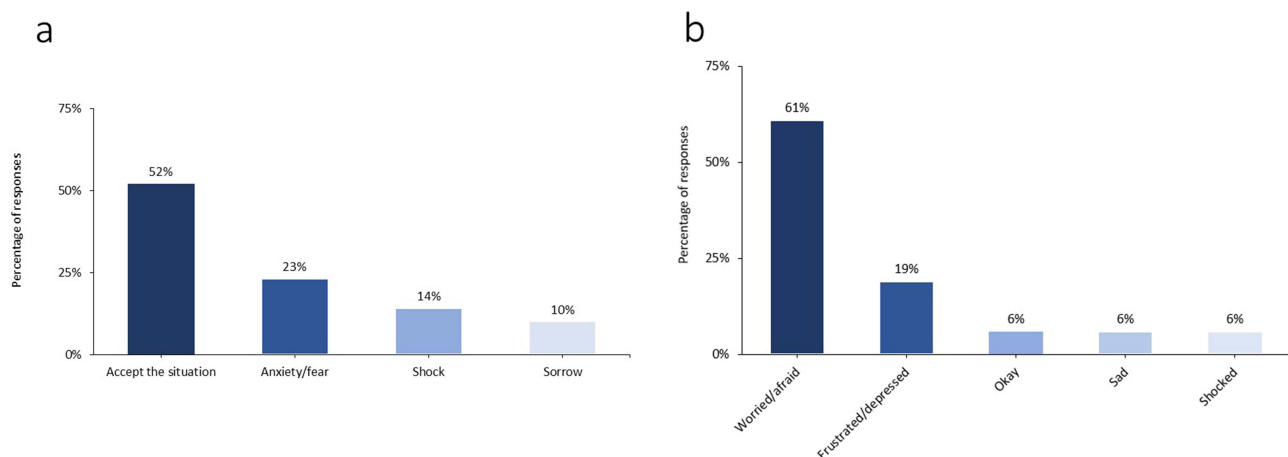 a
75%
50%
25%
0%
Percentage of responses
52%
23%
14%
10%
Accept the situation
Anxiety/fear
Shock
Sorrow
b
75%
50%
25%
0%
Percentage of responses
61%
19%
6%
6%
6%
Worried/afraid
Frustrated/depressed
Okay
Sad
Shocked